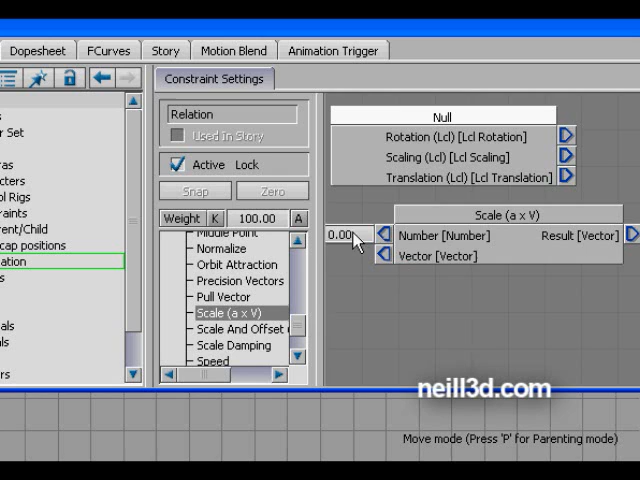 Dopesheet FCurves Story Motion Blend Animation Trigger
Constraint Settings
Relation
Used In Story
Active Lock
Snap Zero
Weight K 100.00 A
Middle Point
Normalize
Orbit Attraction
Precision Vectors
Pull Vector
Scale (a x V)
Scale And Offset
Scale Damping
Speed
Null
Rotation (Lcl) [Lcl Rotation]
Scaling (Lcl) [Lcl Scaling]
Translation (Lcl) [Lcl Translation]
Scale (a x V)
0.00 Number [Number] Result [Vector]
Vector [Vector]
neill3d.com
Move mode (Press 'P' for Parenting mode)